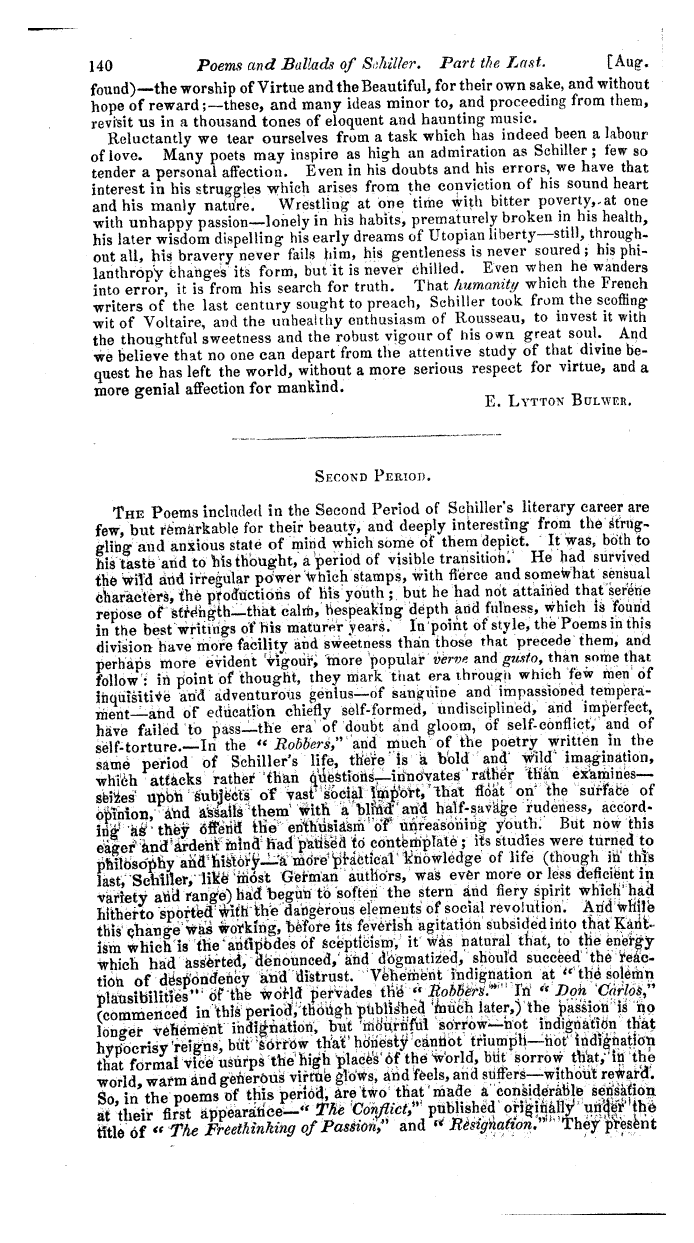 140 Poems and Ballads of Schiller. Part the Last. [Aug.
found)—the worship of Virtue and the Beautiful, for their own sake, and without
hope of reward;—these, and many ideas minor to, and proceeding from them,
revisit us in a thousand tones of eloquent and haunting music.
Reluctantly we tear ourselves from a task which has indeed been a labour
of love. Many poets may inspire as high an admiration as Schiller; few so
tender a personal affection. Even in his doubts and his errors, we have that
interest in his struggles which arises from the conviction of his sound heart
and his manly nature. Wrestling at one time with bitter poverty, at one
with unhappy passion—lonely in his habits, prematurely broken in his health,
his later wisdom dispelling his early dreams of Utopian liberty—still, through-
out all, his bravery never fails him, his gentleness is never soured; his phi-
lanthropy changes its form, but it is never chilled. Even when he wanders
into error, it is from his search for truth. That humanity which the French
writers of the last century sought to preach, Schiller took from the scoffing
wit of Voltaire, and the unhealthy enthusiasm of Rousseau, to invest it with
the thoughtful sweetness and the robust vigour of his own great soul. And
we believe that no one can depart from the attentive study of that divine be-
quest he has left the world, without a more serious respect for virtue, and a
more genial affection for mankind.
E. Lytton Bulwer.
Second Period.
The Poems included in the Second Period of Schiller's literary career are
few, but remarkable for their beauty, and deeply interesting from the strug-
gling and anxious state of mind which some of them depict. It was, both to
his taste and to his thought, a period of visible transition. He had survived
the wild and irregular power which stamps, with fierce and somewhat sensual
characters, the productions of his youth; but he had not attained that serene
repose of strength—that calm, bespeaking depth and fulness, which is found
in the best writings of his maturer years. In point of style, the Poems in this
division have more facility and sweetness than those that precede them, and
perhaps more evident vigour, more popular verve and gusto, than some that
follow: in point of thought, they mark that era through which few men of
inquisitive and adventurous genius—of sanguine and impassioned tempera-
ment—and of education chiefly self-formed, undisciplined, and imperfect,
have failed to pass—the era of doubt and gloom, of self-conflict, and of
self-torture.—In the “ Robbers,” and much of the poetry written in the
same period of Schiller's life, there is a bold and wild imagination,
which attacks rather than questions—innovates rather than examines—
seizes upon subjects of vast social import, that float on the surface of
opinion, and assails them with a blind and half-savage rudeness, accord-
ing as they offend the enthusiasm of unreasoning youth. But now this
eager and ardent mind had paused to contemplate; its studies were turned to
philosophy and history—a more practical knowledge of life (though in this
last, Schiller, like most German authors, was ever more or less deficient in
variety and range) had begun to soften the stern and fiery spirit which had
hitherto sported with the dangerous elements of social revolution. And while
this change was working, before its feverish agitation subsided into that Kant-
ism which is the antipodes of scepticism, it was natural that, to the energy
which had asserted, denounced, and dogmatized, should succeed the reac-
tion of despondency and distrust. Vehement indignation at “ the solemn
plausibilities” of the world pervades the “ Robbers.” In “ Don Carlos,”
(commenced in this period, though published much later,) the passion is no
longer vehement indignation, but mournful sorrow—not indignation that
hypocrisy reigns, but sorrow that honesty cannot triumph—not indignation
that formal vice usurps the high places of the world, but sorrow that, in the
world, warm and generous virtue glows, and feels, and suffers—without reward.
So, in the poems of this period, are two that made a considerable sensation
at their first appearance—“ The Conflict,” published originally under the
title of “ The Freethinking of Passion,” and “ Resignation.” They present